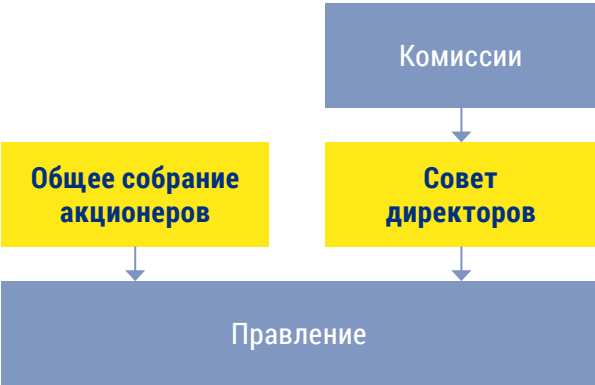 Комиссии
Общее собрание
акционеров
Совет
директоров
Правление